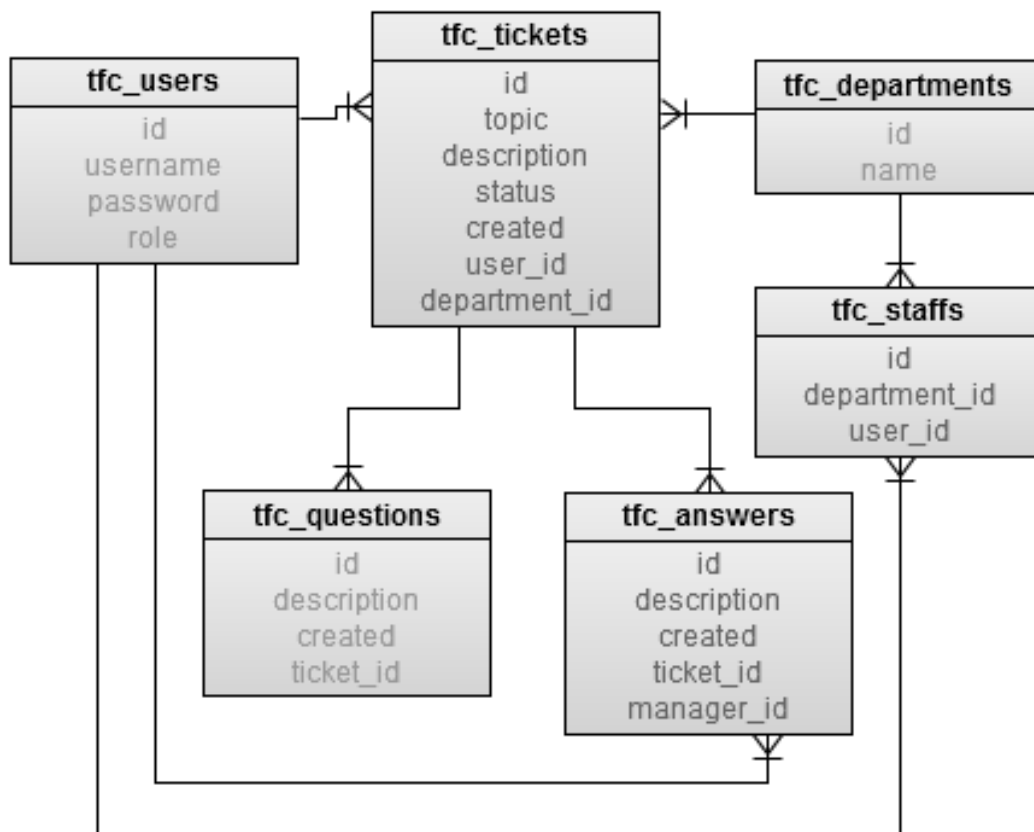 tfc_users
id
username
password
role
tfc_tickets
id
topic
description
status
created
user_id
department_id
tfc_departments
id
name
tfc_staffs
id
department_id
user_id
tfc_questions
id
description
created
ticket_id
tfc_answers
id
description
created
ticket_id
manager_id